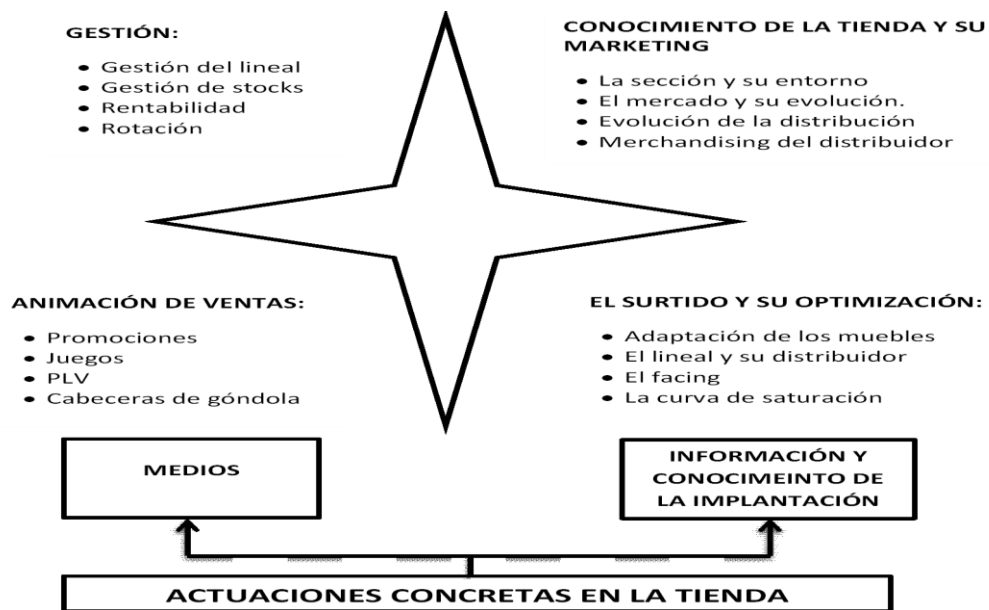 GESTIÓN:
• Gestión del lineal
• Gestión de stocks
• Rentabilidad
• Rotación
CONOCIMIENTO DE LA TIENDA Y SU
MARKETING
• La sección y su entorno
• El mercado y su evolución.
• Evolución de la distribución
• Merchandising del distribuidor
ANIMACIÓN DE VENTAS:
• Promociones
• Juegos
• PLV
• Cabeceras de góndola
EL SURTIDO Y SU OPTIMIZACIÓN:
• Adaptación de los muebles
• El lineal y su distribuidor
• El facing
• La curva de saturación
MEDIOS
INFORMACIÓN Y
CONOCIMEINTO DE
LA IMPLANTACIÓN
ACTUACIONES CONCRETAS EN LA TIENDA